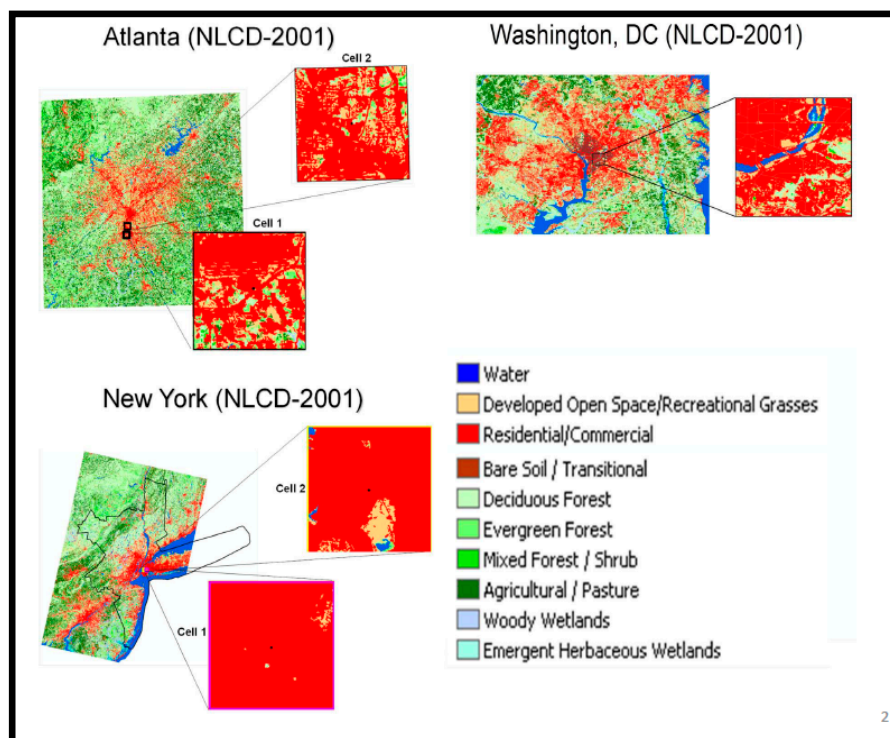 Atlanta (NLCD-2001)
Washington, DC (NLCD-2001)
Cell 2
Cell 1
New York (NLCD-2001)
Cell 2
Cell 1
Water
Developed Open Space/Recreational Grasses
Residential/Commercial
Bare Soil / Transitional
Deciduous Forest
Evergreen Forest
Mixed Forest / Shrub
Agricultural / Pasture
Woody Wetlands
Emergent Herbaceous Wetlands
2